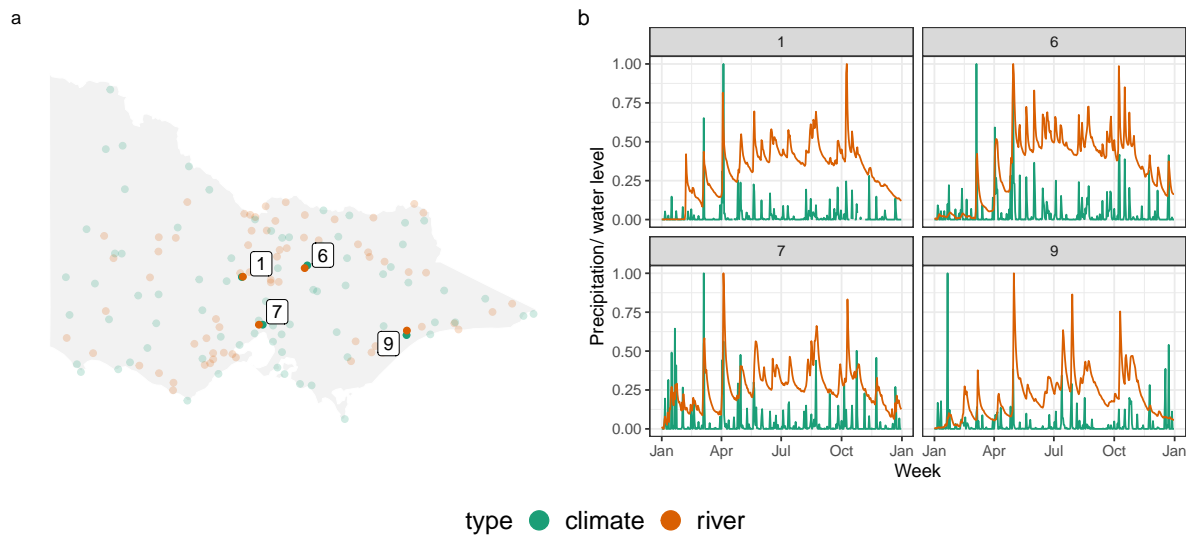 a
1
6
7
9
b
1
6
Precipitation/ water level
1.00
0.75
0.50
0.25
0.00
7
9
1.00
0.75
0.50
0.25
0.00
Jan Apr Jul Oct Jan
Jan Apr Jul Oct Jan
Week
type climate river